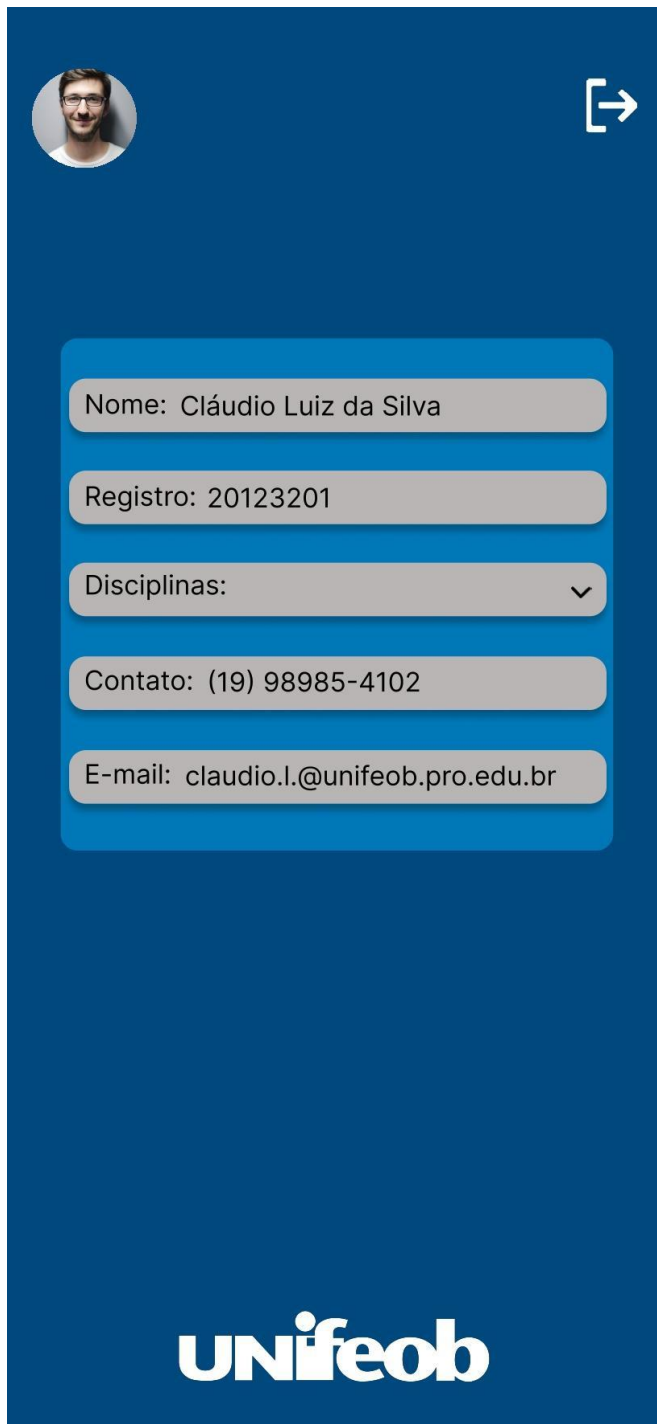 Nome: Cláudio Luiz da Silva
Registro: 20123201
Disciplinas:
Contato: (19) 98985-4102
E-mail: claudio.l.@unifeob.pro.edu.br
unifeob